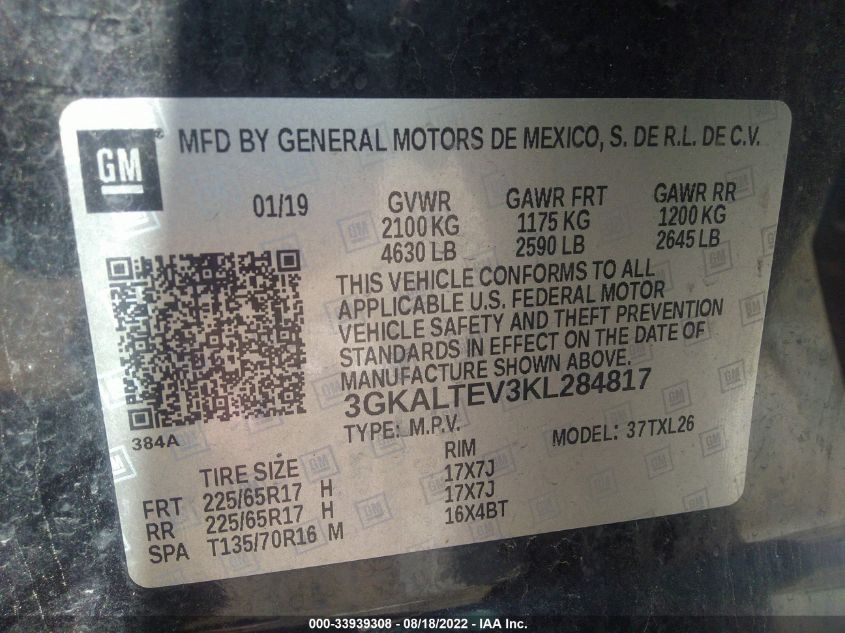 GM
MFD BY GENERAL MOTORS DE MEXICO, S. DE R.L. DE C.V.
01/19 GVWR GAWR FRT GAWR RR
2100 KG 1175 KG 1200 KG
4630 LB 2590 LB 2645 LB
THIS VEHICLE CONFORMS TO ALL
APPLICABLE U.S. FEDERAL MOTOR
VEHICLE SAFETY AND THEFT PREVENTION
STANDARDS IN EFFECT ON THE DATE OF
MANUFACTURE SHOWN ABOVE.
3GKALTEV3KL284817
384A
TYPE: M.P.V. MODEL: 37TXL26
TIRE SIZE RIM
FRT 225/65R17 H 17X7J
RR 225/65R17 H 17X7J
SPA T135/70R16 M 16X4BT
000-33939308 - 08/18/2022 - IAA Inc.